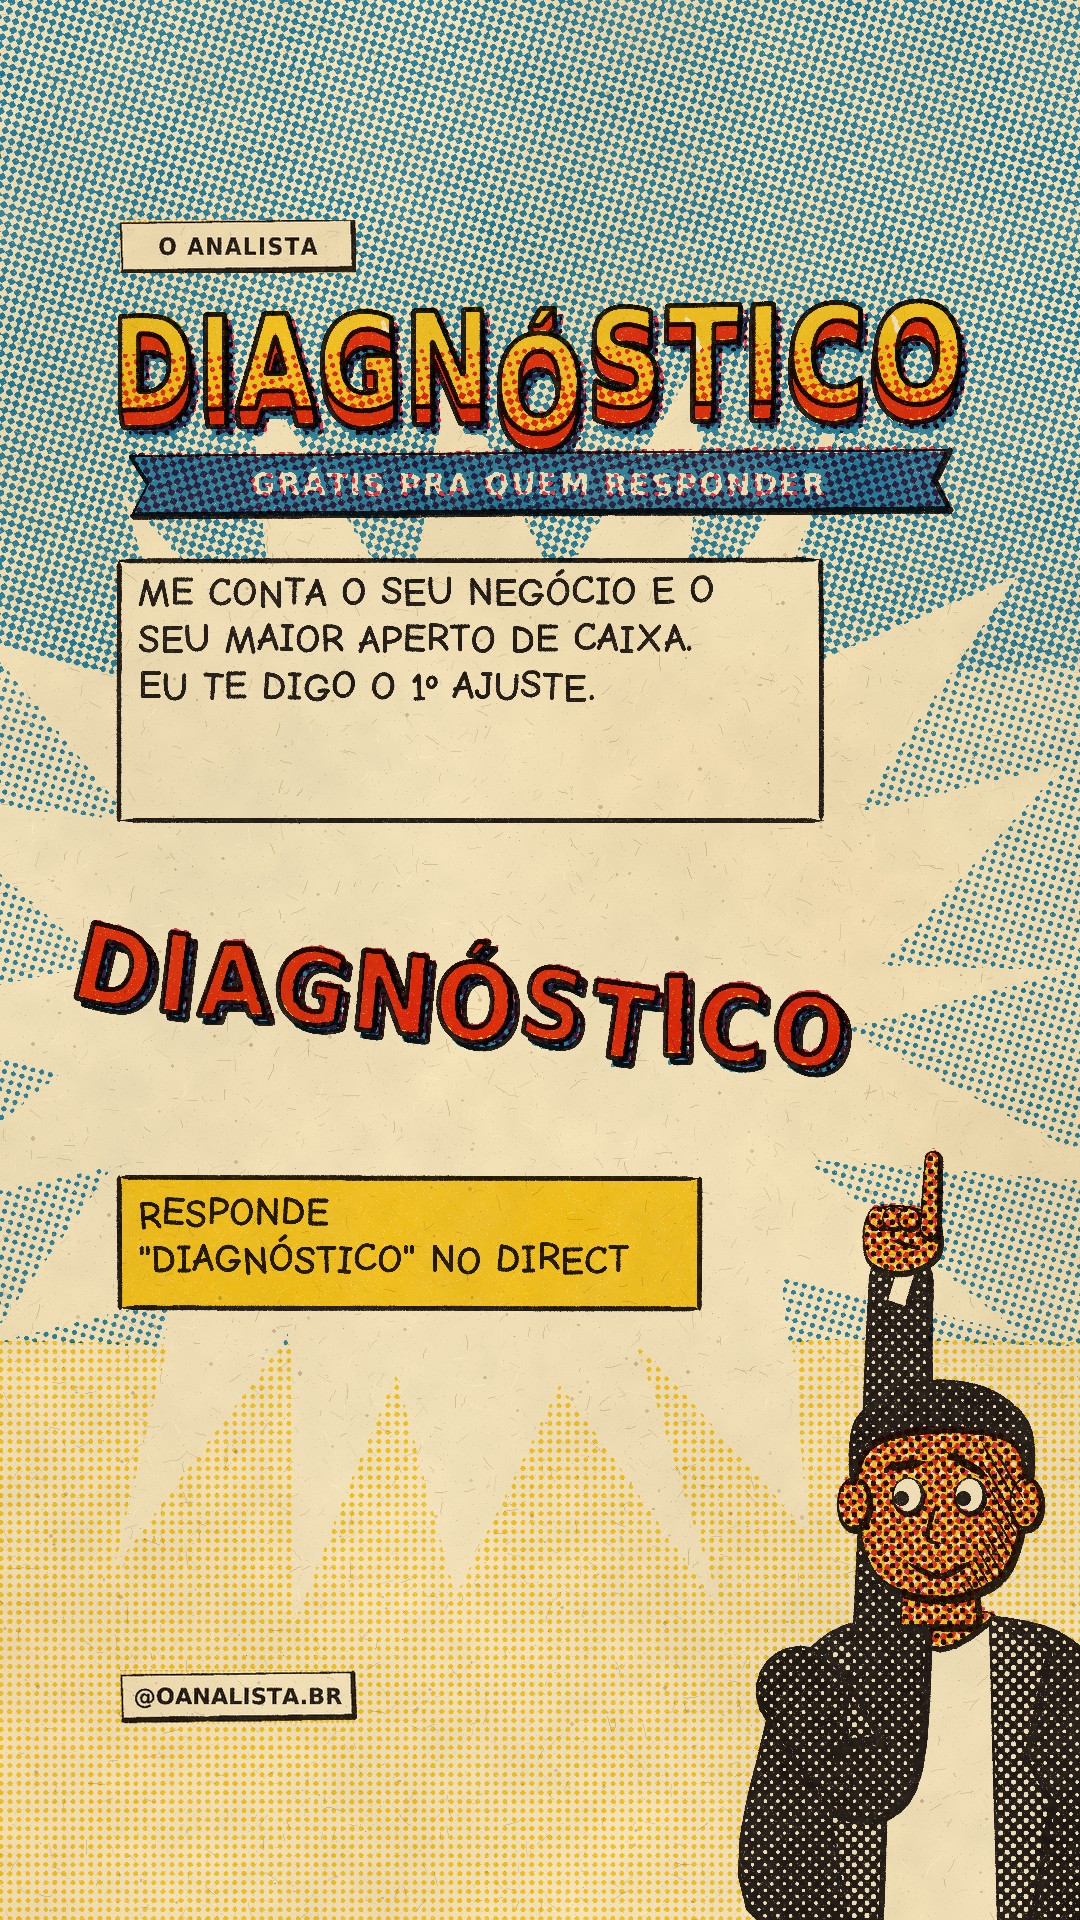 O ANALISTA
DIAGNÓSTICO
GRÁTIS PRA QUEM RESPONDER
ME CONTA O SEU NEGÓCIO E O
SEU MAIOR APERTO DE CAIXA.
EU TE DIGO O 1º AJUSTE.
DIAGNÓSTICO
RESPONDE
"DIAGNÓSTICO" NO DIRECT
@OANALISTA.BR